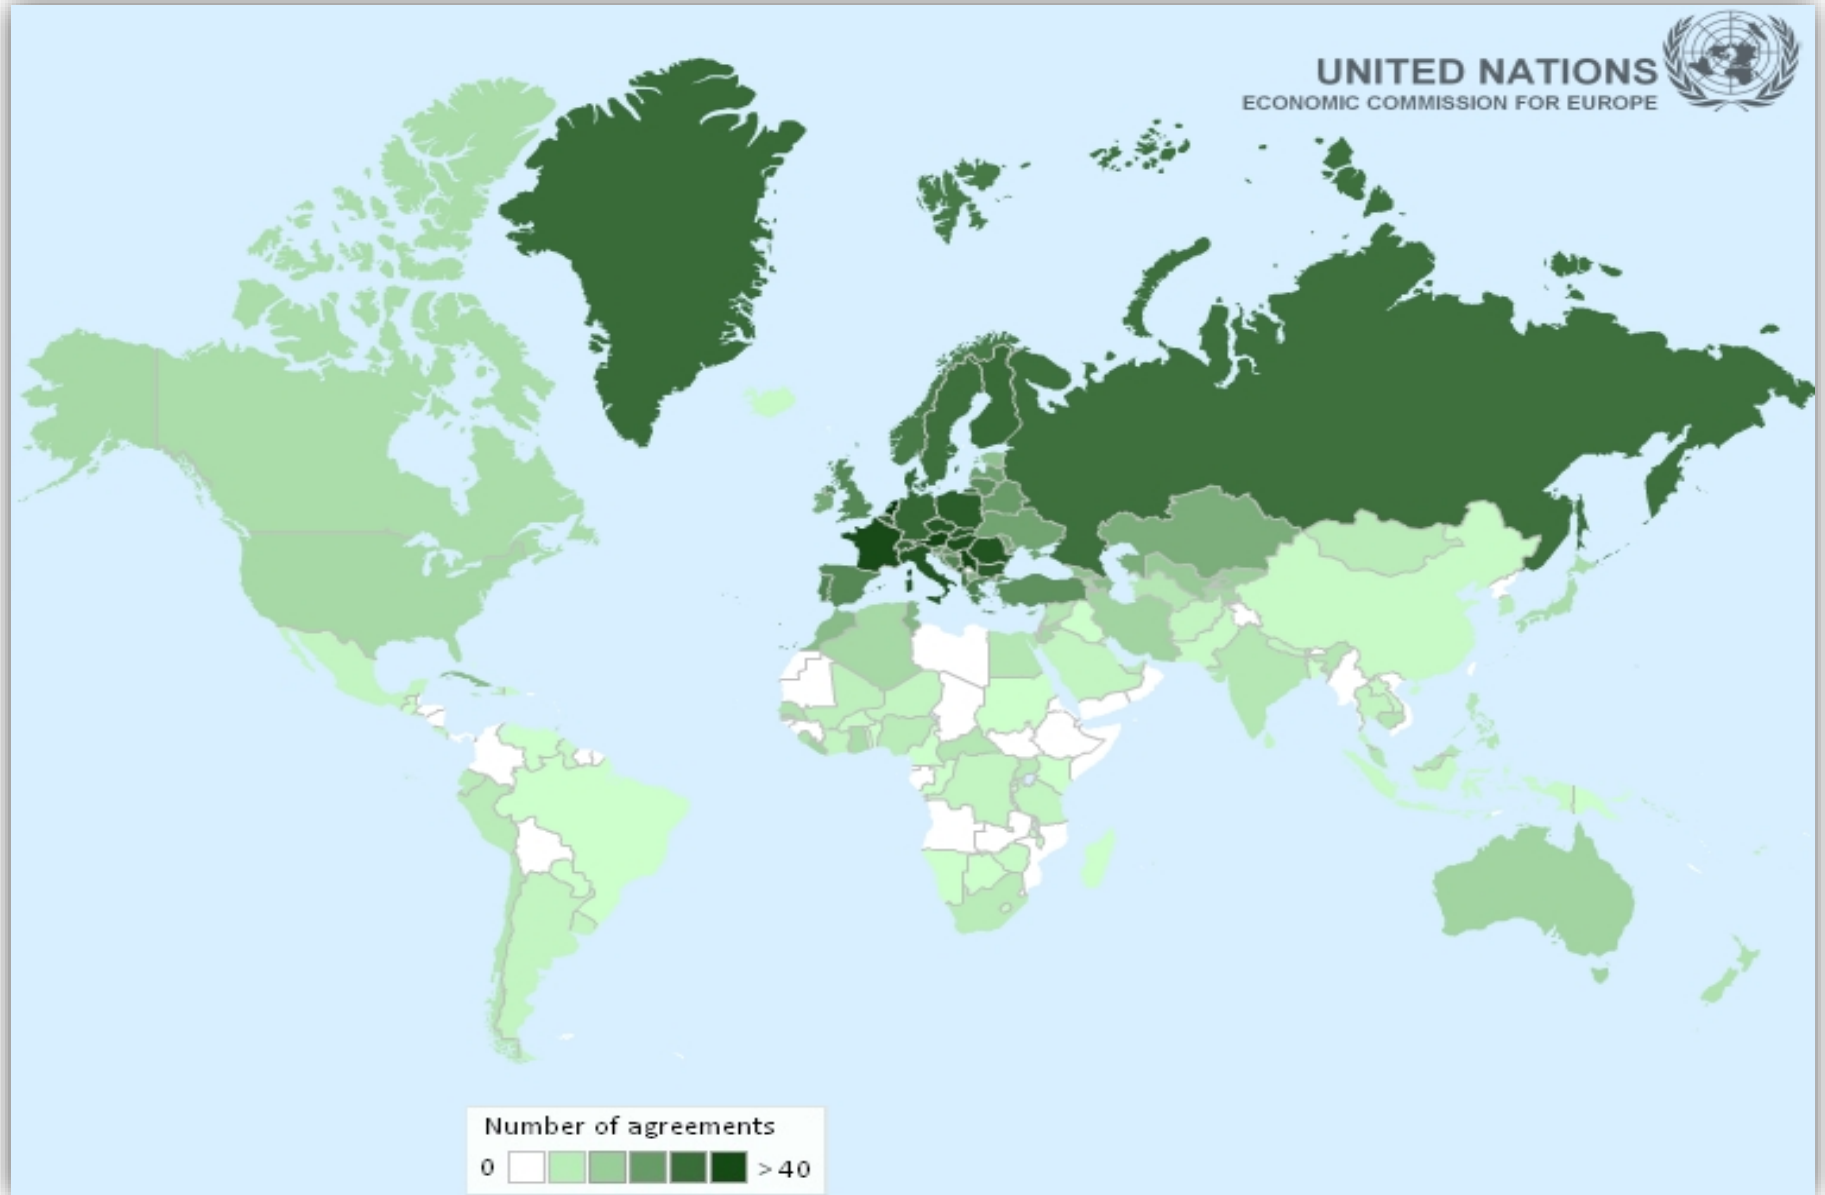 UNITED NATIONS
ECONOMIC COMMISSION FOR EUROPE
Number of agreements
0 > 40